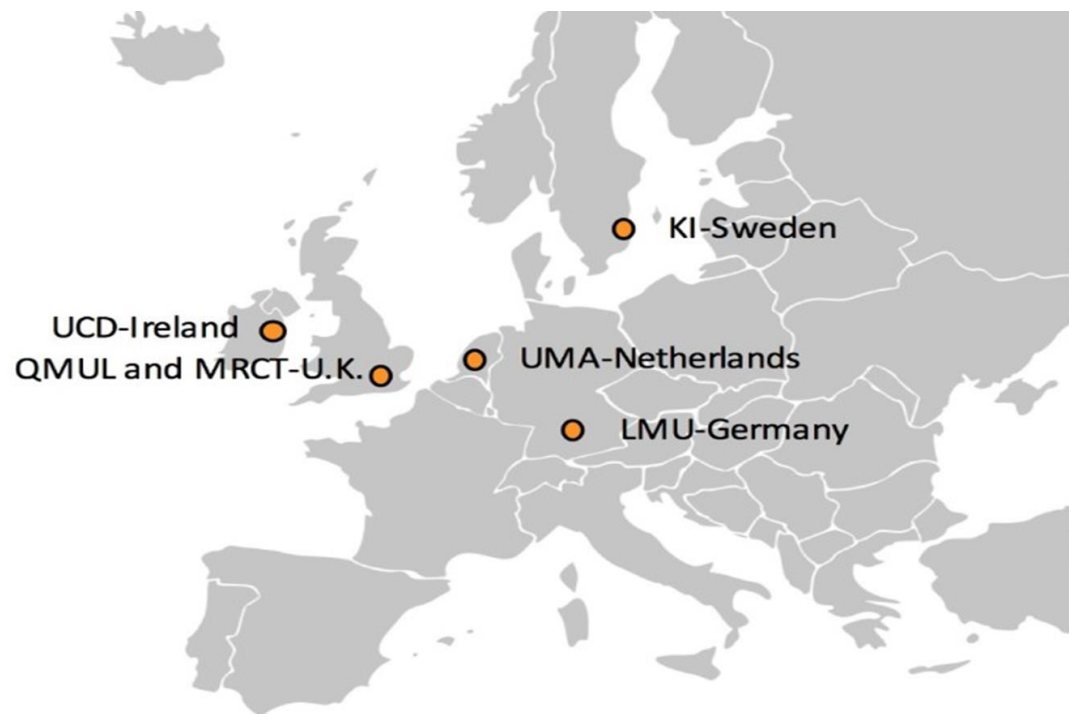 KI-Sweden
UCD-Ireland
QMUL and MRCT-U.K.
UMA-Netherlands
LMU-Germany